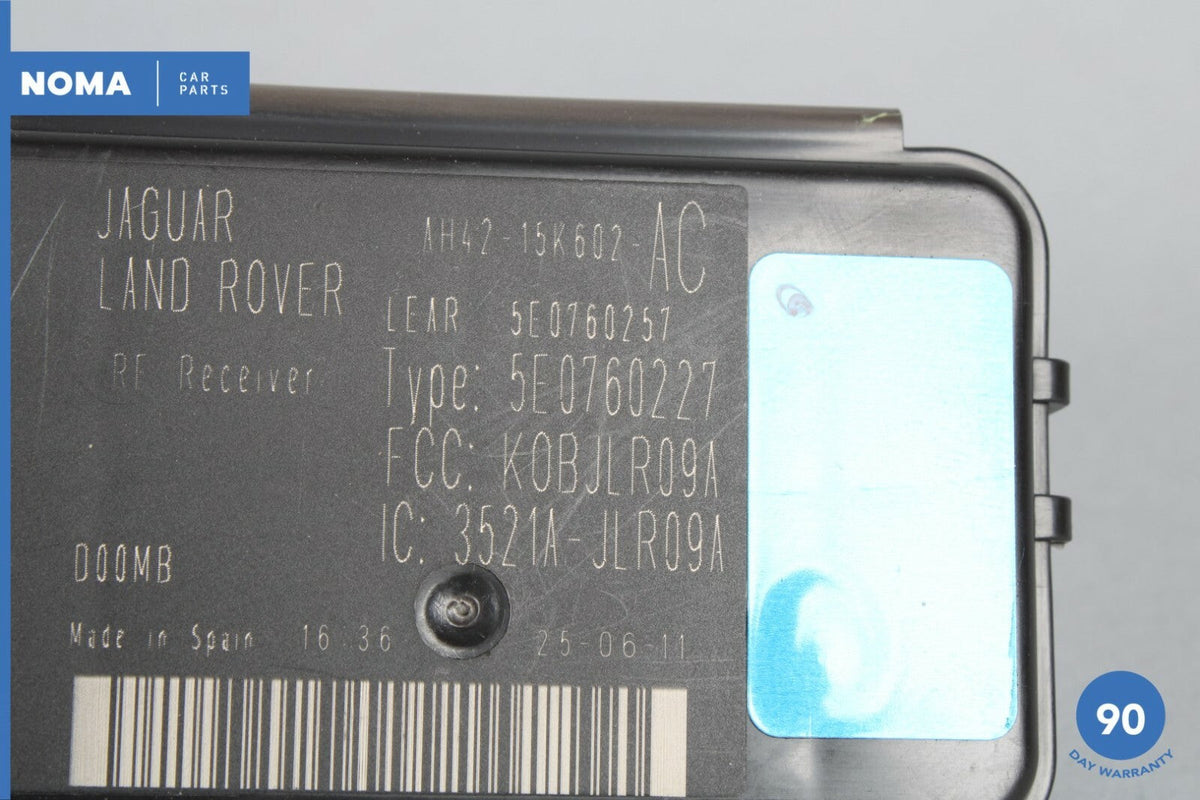 NOMA CAR PARTS
JAGUAR
LAND ROVER
RF Receiver
AH42-15K602-AC
LEAR 5E0760257
Type: 5E0760227
FCC: KOBJLR09A
IC: 3521A-JLR09A
D00MB
Made in Spain 16:36 25-06-11
90
DAY WARRANTY